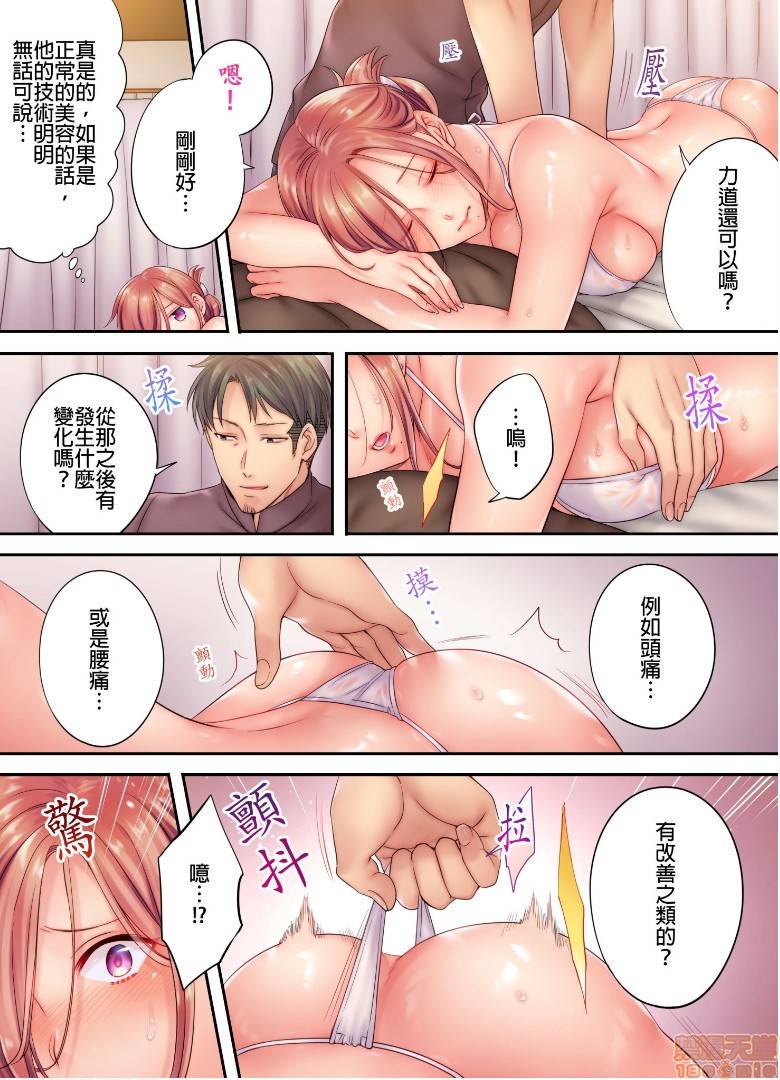 力道還可以嗎？
壓
壓
嗯！
剛剛好…
真是的，如果是
正常的美容的話，
他的技術明明
無話可說…
揉
…嗚！
顫動
揉
從那之後有
發生什麼
變化嗎？
例如頭痛…
摸…
顫動
或是腰痛…
有改善之類的？
拉
顫抖
噫…!?
驚